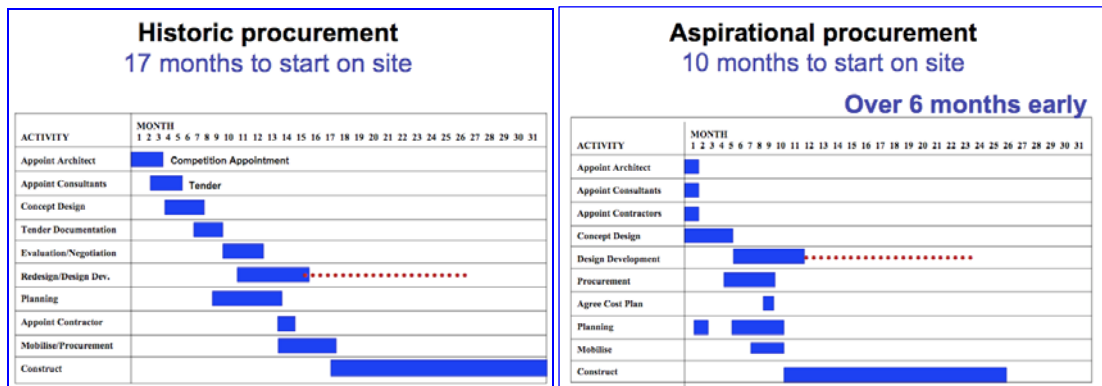 Historic procurement
17 months to start on site
MONTH
ACTIVITY 1 2 3 4 5 6 7 8 9 10 11 12 13 14 15 16 17 18 19 20 21 22 23 24 25 26 27 28 29 30 31
Appoint Architect Competition Appointment
Appoint Consultants Tender
Concept Design
Tender Documentation
Evaluation/Negotiation
Redesign/Design Dev.
Planning
Appoint Contractor
Mobilise/Procurement
Construct
Aspirational procurement
10 months to start on site
Over 6 months early
MONTH
ACTIVITY 1 2 3 4 5 6 7 8 9 10 11 12 13 14 15 16 17 18 19 20 21 22 23 24 25 26 27 28 29 30 31
Appoint Architect
Appoint Consultants
Appoint Contractors
Concept Design
Design Development
Procurement
Agree Cost Plan
Planning
Mobilise
Construct